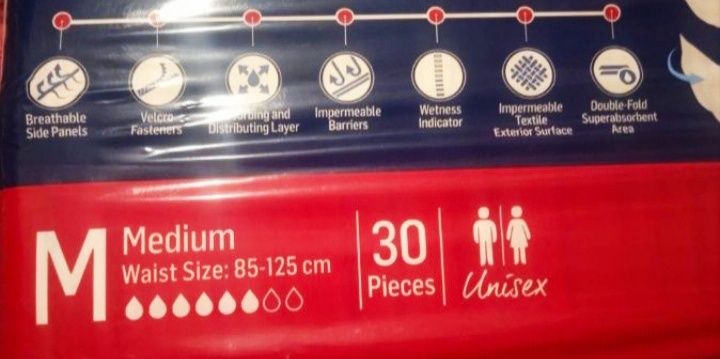 Breathable
Side Panels
Velcro
Fasteners
and
Distributing Layer
Impermeable
Barriers
Wetness
Indicator
Impermeable
Textile
Exterior Surface
Double-Fold
Superabsorbent
Area
M
Medium
Waist Size: 85-125 cm
30
Pieces
Unisex